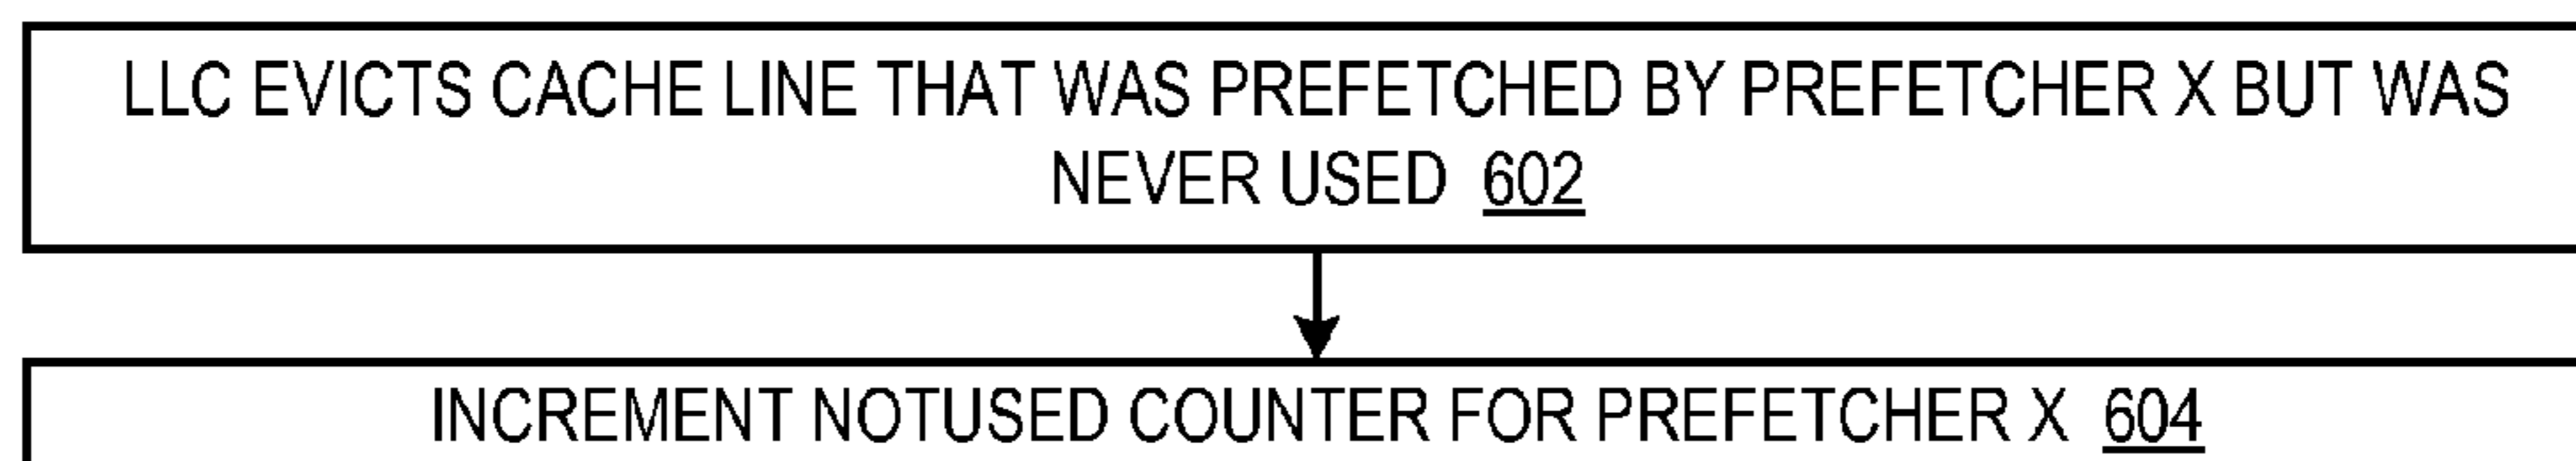 LLC EVICTS CACHE LINE THAT WAS PREFETCHED BY PREFETCHER X BUT WAS
NEVER USED 602
INCREMENT NOTUSED COUNTER FOR PREFETCHER X 604